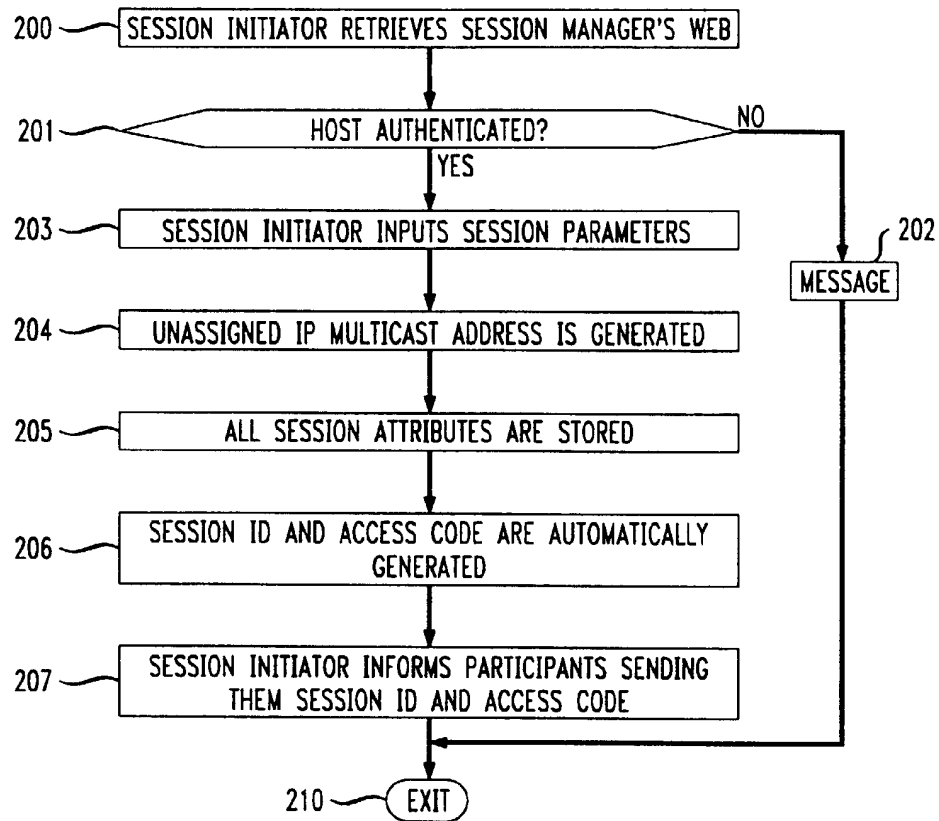 200
SESSION INITIATOR RETRIEVES SESSION MANAGER'S WEB
201
HOST AUTHENTICATED?
NO
YES
203
SESSION INITIATOR INPUTS SESSION PARAMETERS
202
MESSAGE
204
UNASSIGNED IP MULTICAST ADDRESS IS GENERATED
205
ALL SESSION ATTRIBUTES ARE STORED
206
SESSION ID AND ACCESS CODE ARE AUTOMATICALLY
GENERATED
207
SESSION INITIATOR INFORMS PARTICIPANTS SENDING
THEM SESSION ID AND ACCESS CODE
210
EXIT